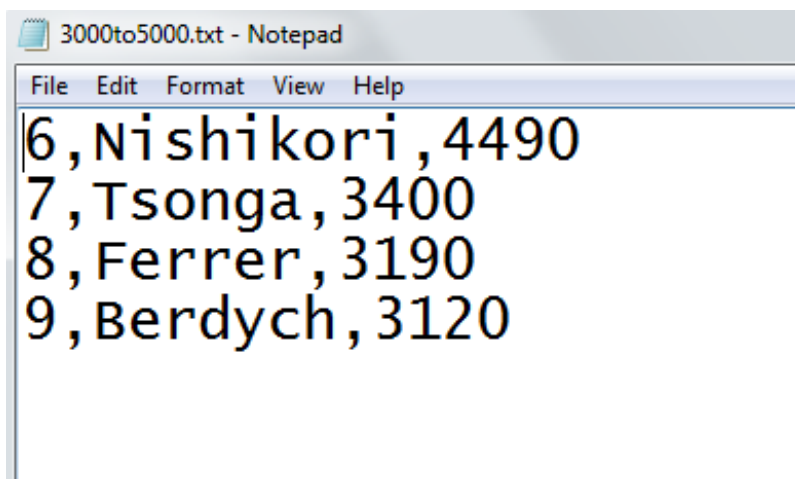 3000to5000.txt - Notepad
File Edit Format View Help
6,Nishikori,4490
7,Tsonga,3400
8,Ferrer,3190
9,Berdych,3120